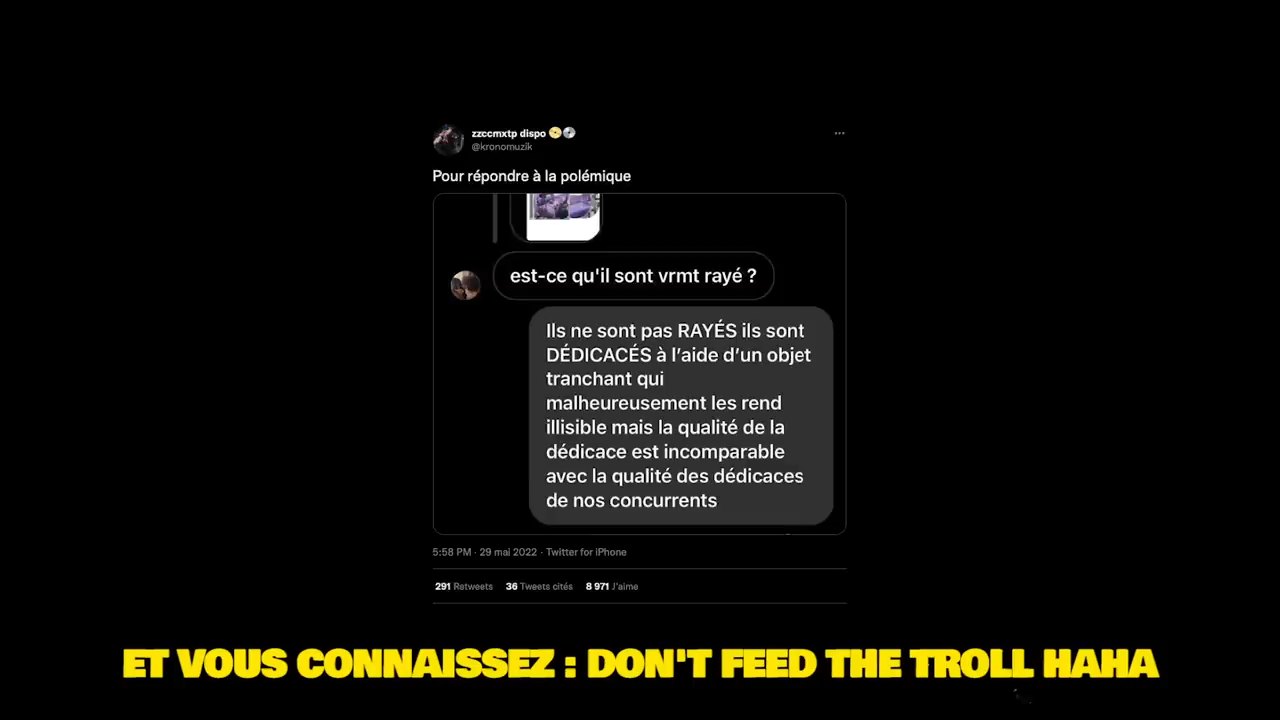 zzccmxtp dispo 📀💿
@kronomuzik
Pour répondre à la polémique
est-ce qu'il sont vrmt rayé ?
Ils ne sont pas RAYÉS ils sont
DÉDICACÉS à l'aide d'un objet
tranchant qui
malheureusement les rend
illisible mais la qualité de la
dédicace est incomparable
avec la qualité des dédicaces
de nos concurrents
5:58 PM · 29 mai 2022 · Twitter for iPhone
291 Retweets 36 Tweets cités 8 971 J'aime
ET VOUS CONNAISSEZ : DON'T FEED THE TROLL HAHA